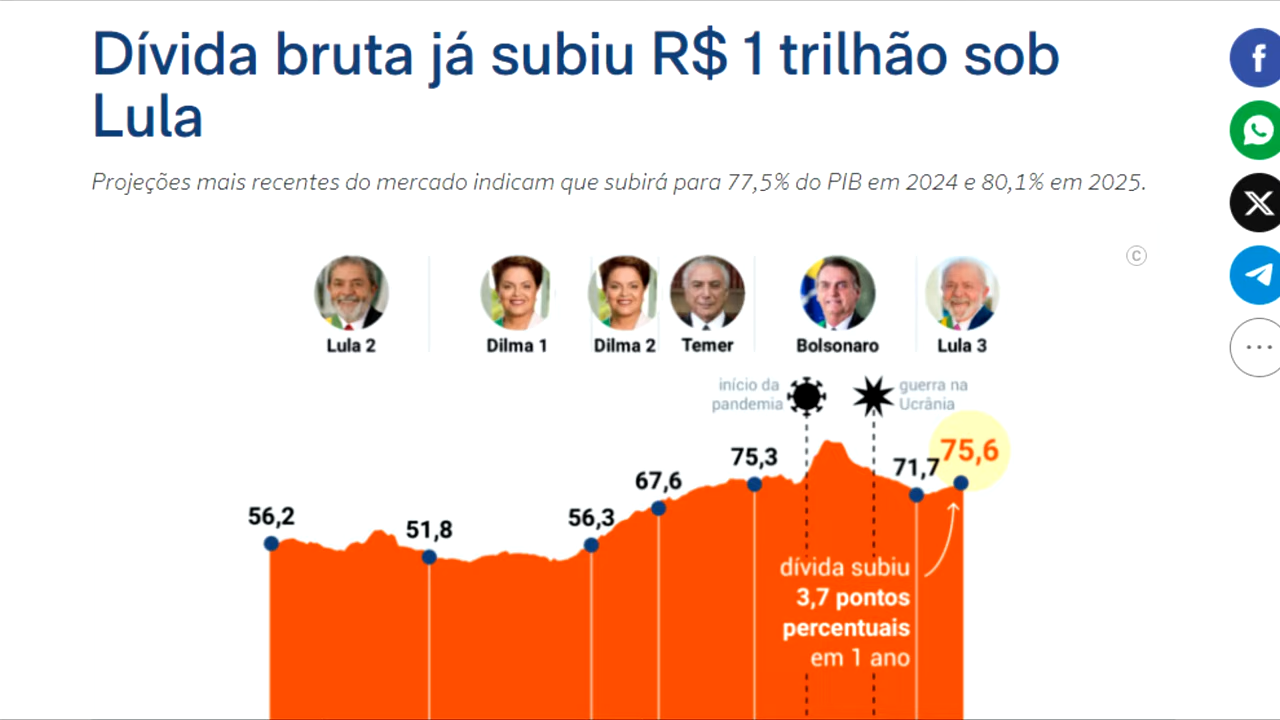 Dívida bruta já subiu R$ 1 trilhão sob
Lula
Projeções mais recentes do mercado indicam que subirá para 77,5% do PIB em 2024 e 80,1% em 2025.
©
Lula 2
Dilma 1
Dilma 2
Temer
Bolsonaro
Lula 3
início da
pandemia
guerra na
Ucrânia
56,2
51,8
56,3
67,6
75,3
71,7
75,6
dívida subiu
3,7 pontos
percentuais
em 1 ano